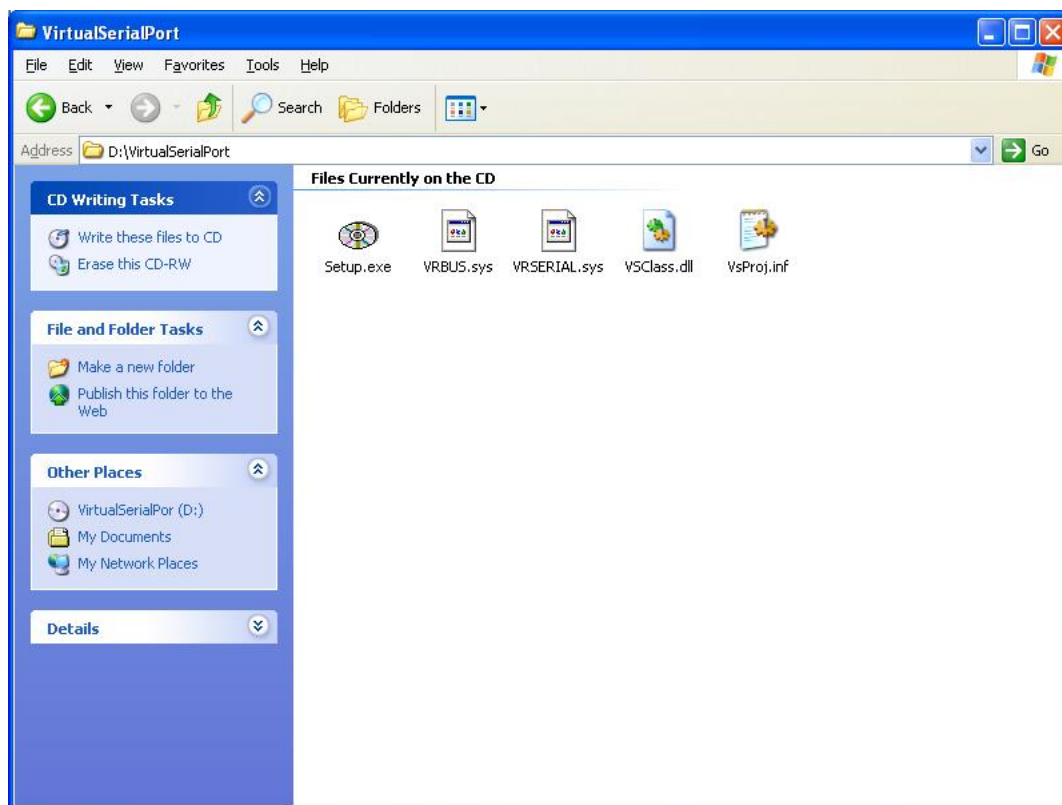 VirtualSerialPort
File Edit View Favorites Tools Help
Back Search Folders
Address D:\VirtualSerialPort Go
CD Writing Tasks
Write these files to CD
Erase this CD-RW
File and Folder Tasks
Make a new folder
Publish this folder to the
Web
Other Places
VirtualSerialPor (D:)
My Documents
My Network Places
Details
Files Currently on the CD
Setup.exe VRBUS.sys VRSERIAL.sys VSClass.dll VsProj.inf